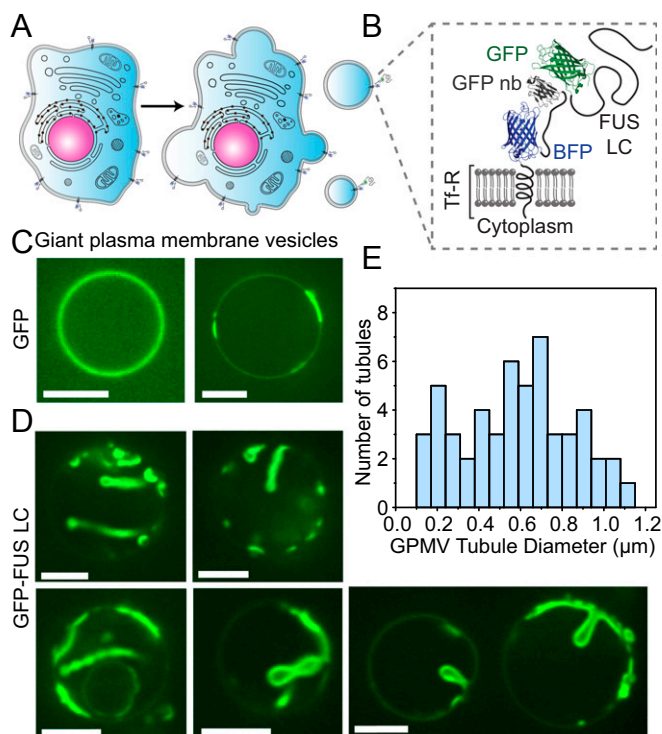 A
B
GFP
GFP nb
FUS
LC
BFP
Tf-R
Cytoplasm
C Giant plasma membrane vesicles
GFP
D
GFP-FUS LC
E
Number of tubules
8
6
4
2
0
0.0 0.2 0.4 0.6 0.8 1.0 1.2
GPMV Tubule Diameter (μm)